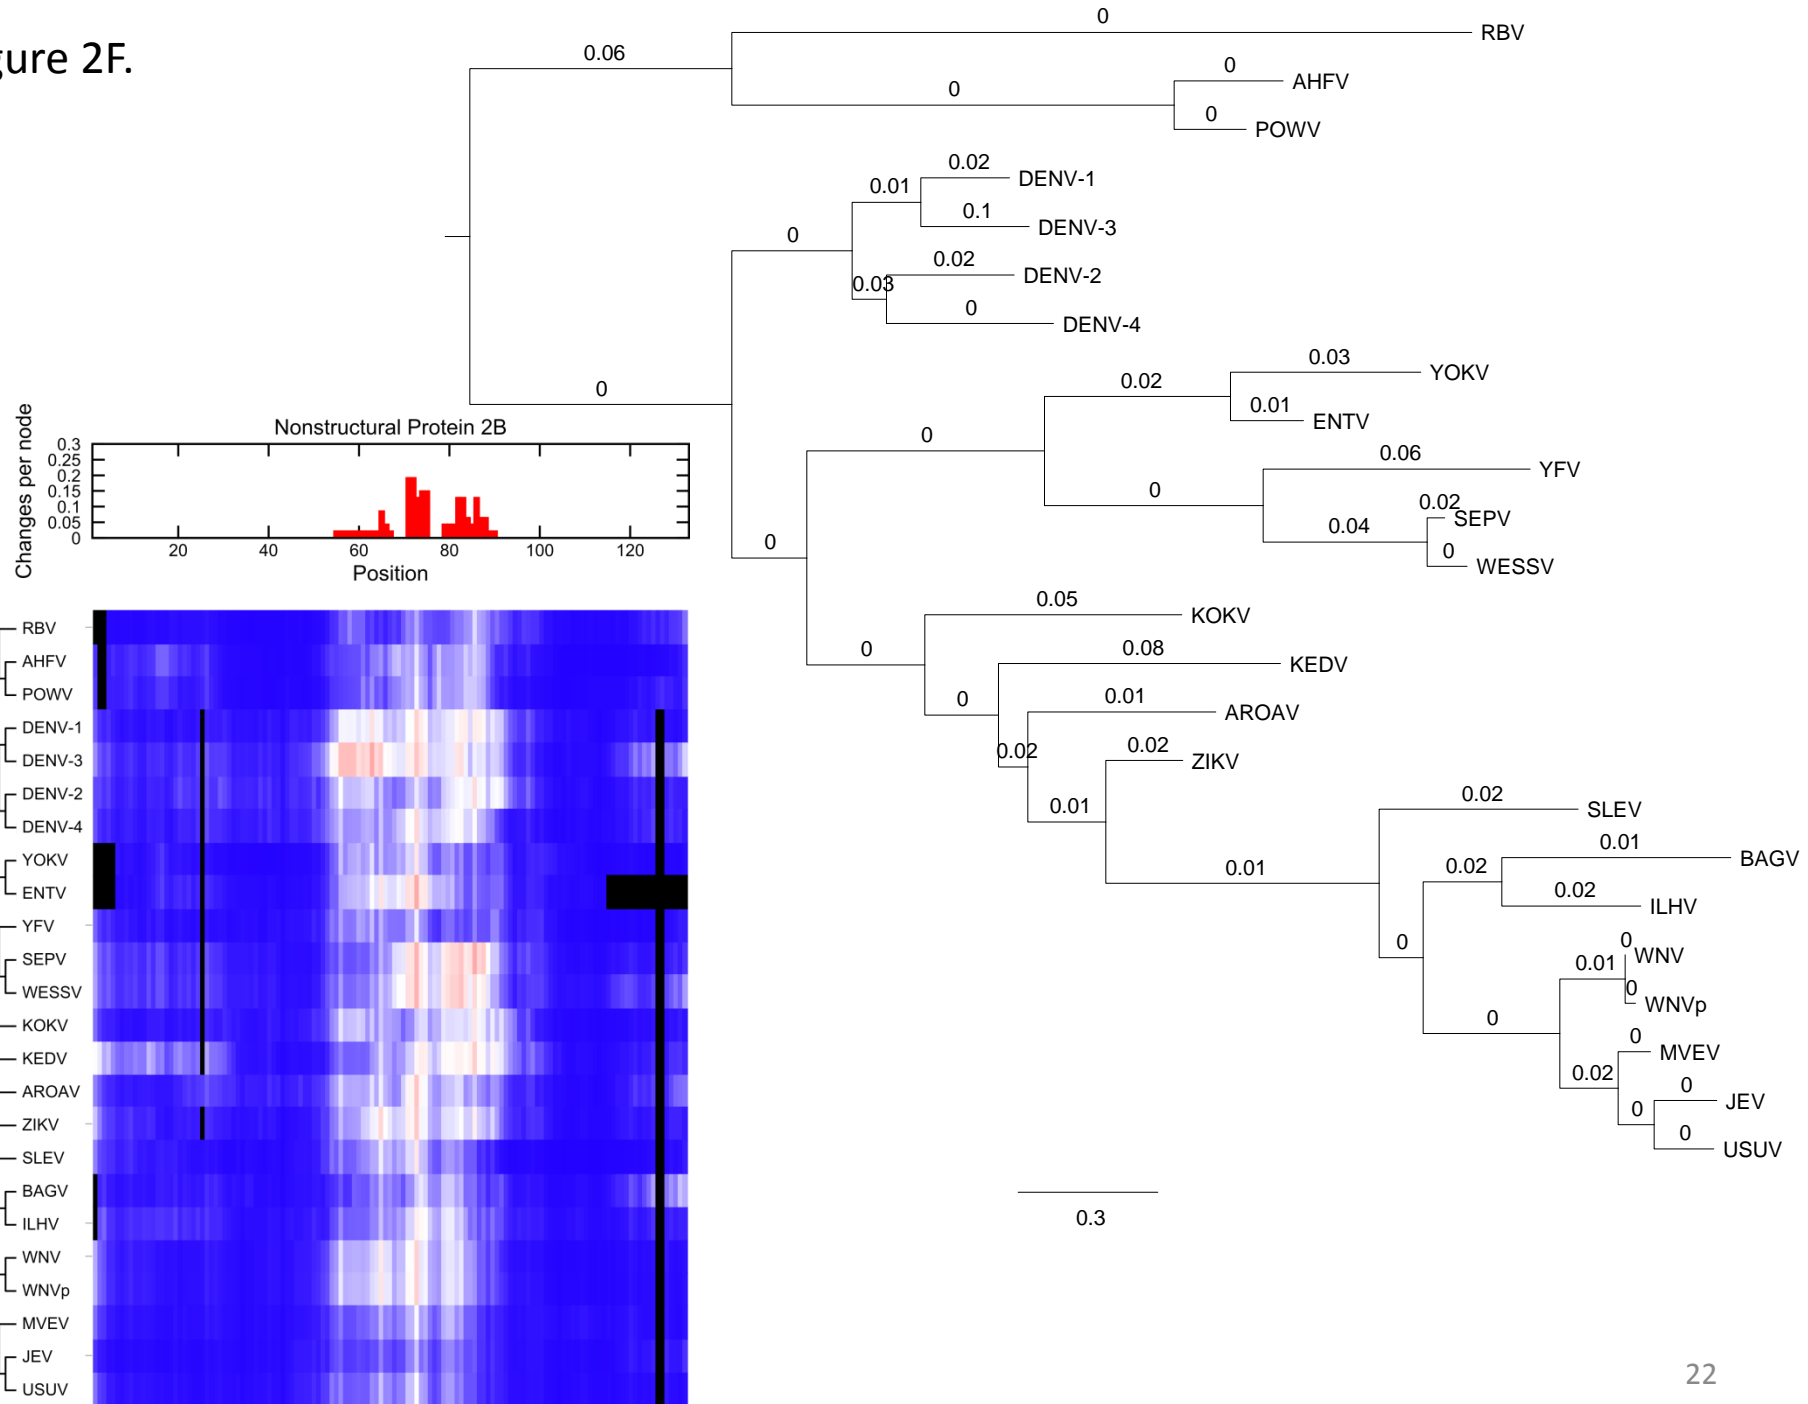 gure 2F.
0
RBV
0.06
0
AHFV
0
0
POWV
0.02
DENV-1
0.01
0.1
DENV-3
0
0.02
DENV-2
0.03
0
DENV-4
0.03
YOKV
0.02
0.01
ENTV
0
0
0.06
YFV
0
0.02
SEPV
0.04
0
WESSV
0
0.05
KOKV
0
0.08
KEDV
0
0.01
AROAV
0.02
0.02
ZIKV
0.01
0.02
SLEV
0.01
0.01
BAGV
0.02
0.02
ILHV
0
0
WNV
0.01
0
WNVp
0
0
MVEV
0.02
0
JEV
0
0
USUV
0.3
Nonstructural Protein 2B
Changes per node
0.3
0.25
0.2
0.15
0.1
0.05
0
20 40 60 80 100 120
Position
RBV
AHFV
POWV
DENV-1
DENV-3
DENV-2
DENV-4
YOKV
ENTV
YFV
SEPV
WESSV
KOKV
KEDV
AROAV
ZIKV
SLEV
BAGV
ILHV
WNV
WNVp
MVEV
JEV
USUV
22